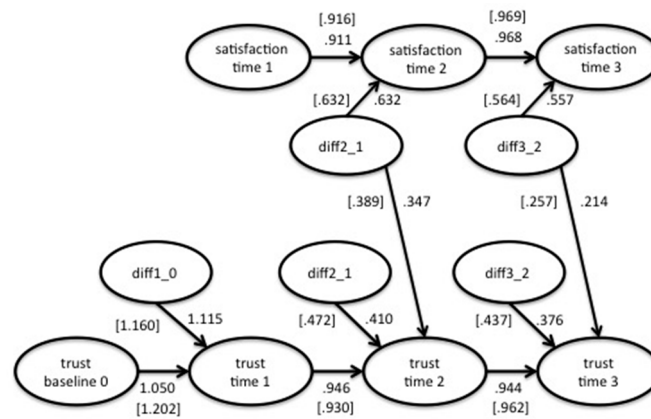 [.916]
.911
[.969]
.968
satisfaction
time 1
satisfaction
time 2
satisfaction
time 3
[.632]
.632
[.564]
.557
diff2_1
diff3_2
[.389]
.347
[.257]
.214
diff1_0
diff2_1
diff3_2
[1.160]
1.115
[.472]
.410
[.437]
.376
trust
baseline 0
1.050
[1.202]
trust
time 1
.946
[.930]
trust
time 2
.944
[.962]
trust
time 3